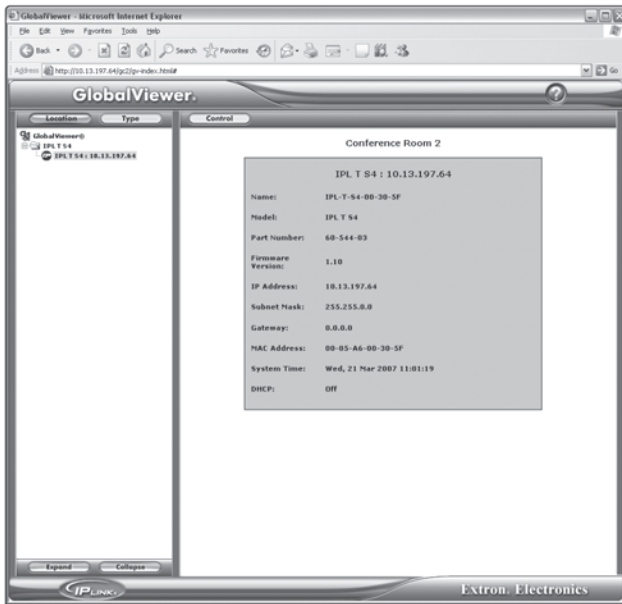 GlobalViewer - Microsoft Internet Explorer
File Edit View Favorites Tools Help
Back Search Favorites
Address http://10.13.197.64/gc2/gv-index.html# Go
GlobalViewer®
Location Type Control
GlobalViewer®
IPL T S4
IPL T S4 : 10.13.197.64
Conference Room 2
IPL T S4 : 10.13.197.64
Name: IPL-T-S4-00-30-5F
Model: IPL T S4
Part Number: 60-544-03
Firmware Version: 1.10
IP Address: 10.13.197.64
Subnet Mask: 255.255.0.0
Gateway: 0.0.0.0
MAC Address: 00-05-A6-00-30-5F
System Time: Wed, 21 Mar 2007 11:01:19
DHCP: Off
Expand Collapse
IP LINK® Extron® Electronics